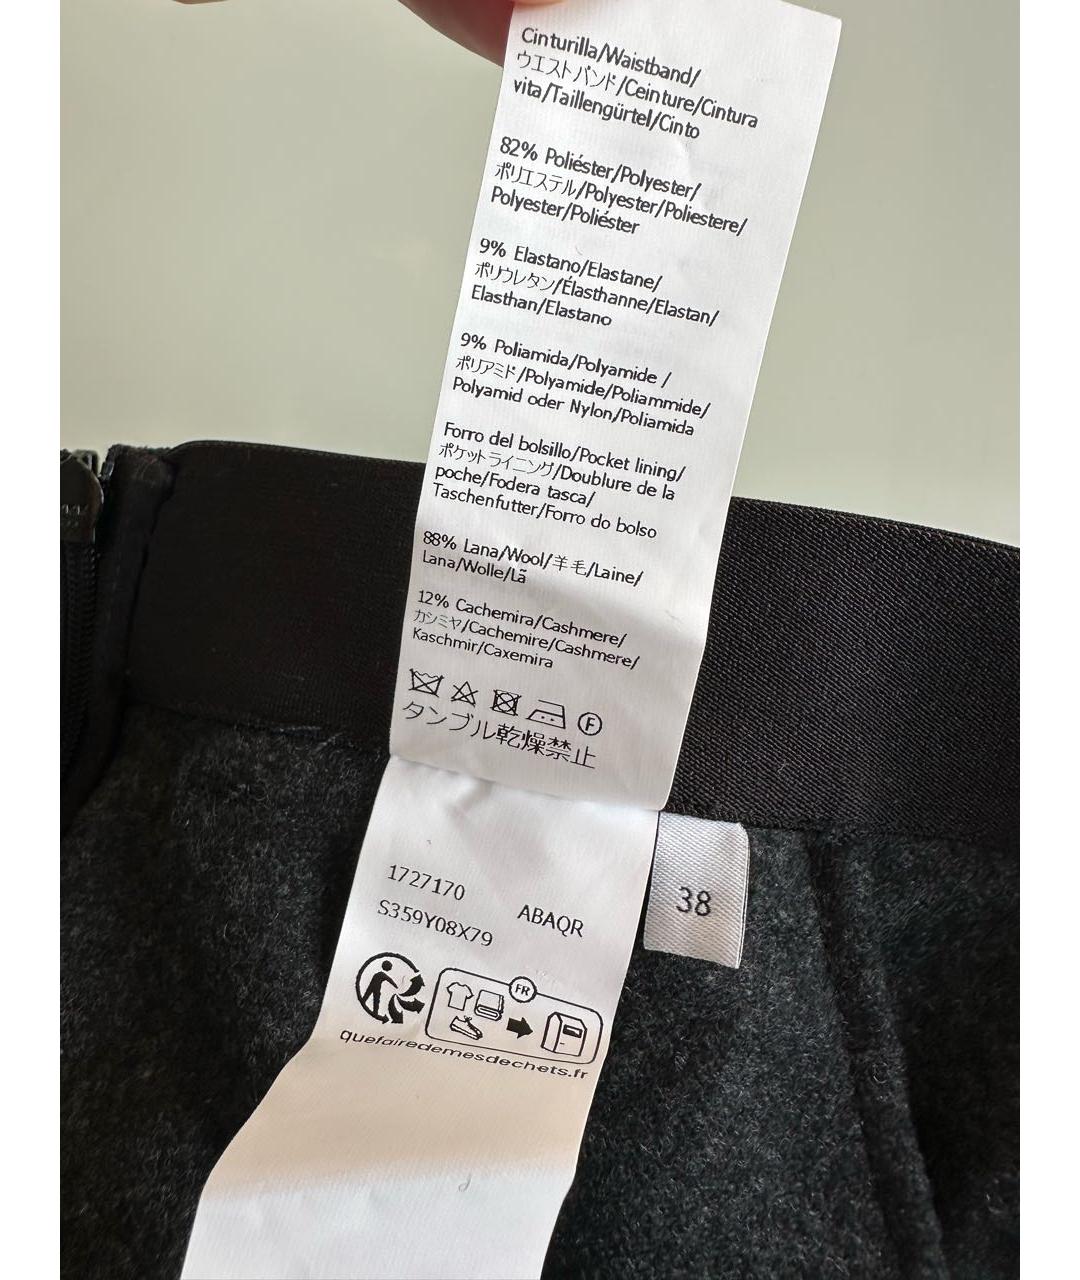 Cinturilla/Waistband/
ウエストバンド/Ceinture/Cintura
vita/Taillengürtel/Cinto
82% Poliéster/Polyester/
ポリエステル/Polyester/Poliestere/
Polyester/Poliéster
9% Elastano/Elastane/
ポリウレタン/Élasthanne/Elastan/
Elasthan/Elastano
9% Poliamida/Polyamide /
ポリアミド/Polyamide/Poliammide/
Polyamid oder Nylon/Poliamida
Forro del bolsillo/Pocket lining/
ポケットライニング/Doublure de la
poche/Fodera tasca/
Taschenfutter/Forro do bolso
88% Lana/Wool/羊毛/Laine/
Lana/Wolle/Lã
12% Cachemira/Cashmere/
カシミヤ/Cachemire/Cashmere/
Kaschmir/Caxemira
F
タンブル乾燥禁止
1727170
S359Y08X79
ABAQR
38
FR
quefairedemesdechets.fr